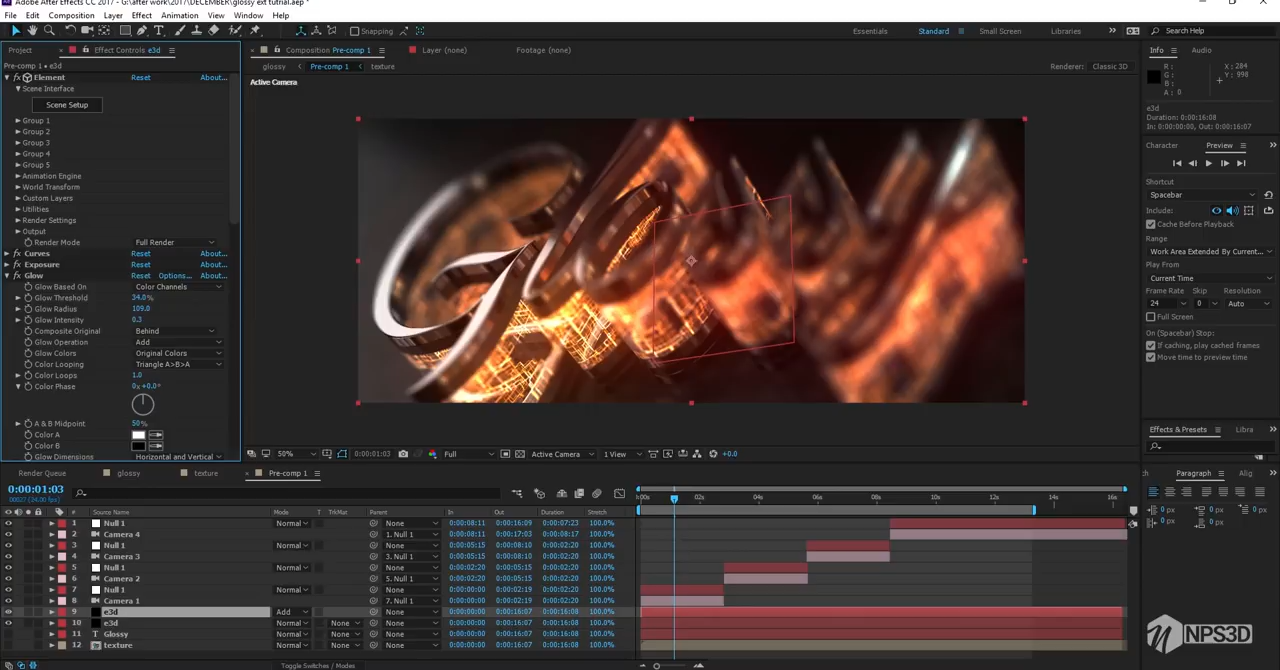 Adobe After Effects CC 2017 - G:\after work\2017\DECEMBER\glossy ext tutrial.aep *
File Edit Composition Layer Effect Animation View Window Help
Snapping
Essentials Standard Small Screen Libraries Search Help
Project Effect Controls e3d
Composition Pre-comp 1 Layer (none) Footage (none)
Info Audio
Pre-comp 1 • e3d
glossy Pre-comp 1 texture
Renderer: Classic 3D
Active Camera
R:
G:
B:
A: 0
X: 284
Y: 998
e3d
Duration: 0:00:16:08
In: 0:00:00:00, Out: 0:00:16:07
fx Element Reset About...
Scene Interface
Scene Setup
Group 1
Group 2
Group 3
Group 4
Group 5
Animation Engine
World Transform
Custom Layers
Utilities
Render Settings
Output
Render Mode Full Render
fx Curves Reset About...
fx Exposure Reset About...
fx Glow Reset Options... About...
Glow Based On Color Channels
Glow Threshold 34.0%
Glow Radius 109.0
Glow Intensity 0.3
Composite Original Behind
Glow Operation Add
Glow Colors Original Colors
Color Looping Triangle A>B>A
Color Loops 1.0
Color Phase 0x+0.0°
A & B Midpoint 50%
Color A
Color B
Glow Dimensions Horizontal and Vertical
Character Preview
Shortcut
Spacebar
Include:
Cache Before Playback
Range
Work Area Extended By Current...
Play From
Current Time
Frame Rate Skip Resolution
24 0 Auto
Full Screen
On (Spacebar) Stop:
If caching, play cached frames
Move time to preview time
Effects & Presets Libra
50% 0:00:01:03 Full Active Camera 1 View +0.0
Render Queue glossy texture Pre-comp 1
Paragraph Alig
0:00:01:03
00027 (24.00 fps)
:00s 02s 06s 08s 10s 12s 14s 16s
0 px 0 px 0 px
0 px 0 px
# Source Name Mode T TrkMat Parent In Out Duration Stretch
1 Null 1 Normal None 0:00:08:11 0:00:16:09 0:00:07:23 100.0%
2 Camera 4 1. Null 1 0:00:08:11 0:00:17:03 0:00:08:17 100.0%
3 Null 1 Normal None 0:00:05:15 0:00:08:10 0:00:02:20 100.0%
4 Camera 3 3. Null 1 0:00:05:15 0:00:08:10 0:00:02:20 100.0%
5 Null 1 Normal None 0:00:02:20 0:00:05:15 0:00:02:20 100.0%
6 Camera 2 5. Null 1 0:00:02:20 0:00:05:15 0:00:02:20 100.0%
7 Null 1 Normal None 0:00:00:00 0:00:02:19 0:00:02:20 100.0%
8 Camera 1 7. Null 1 0:00:00:00 0:00:02:19 0:00:02:20 100.0%
9 e3d Add None 0:00:00:00 0:00:16:07 0:00:16:08 100.0%
10 e3d Normal None None 0:00:00:00 0:00:16:07 0:00:16:08 100.0%
11 T Glossy Normal None None 0:00:00:00 0:00:16:07 0:00:16:08 100.0%
12 texture Normal None None 0:00:00:00 0:00:16:07 0:00:16:08 100.0%
Toggle Switches / Modes
NPS3D